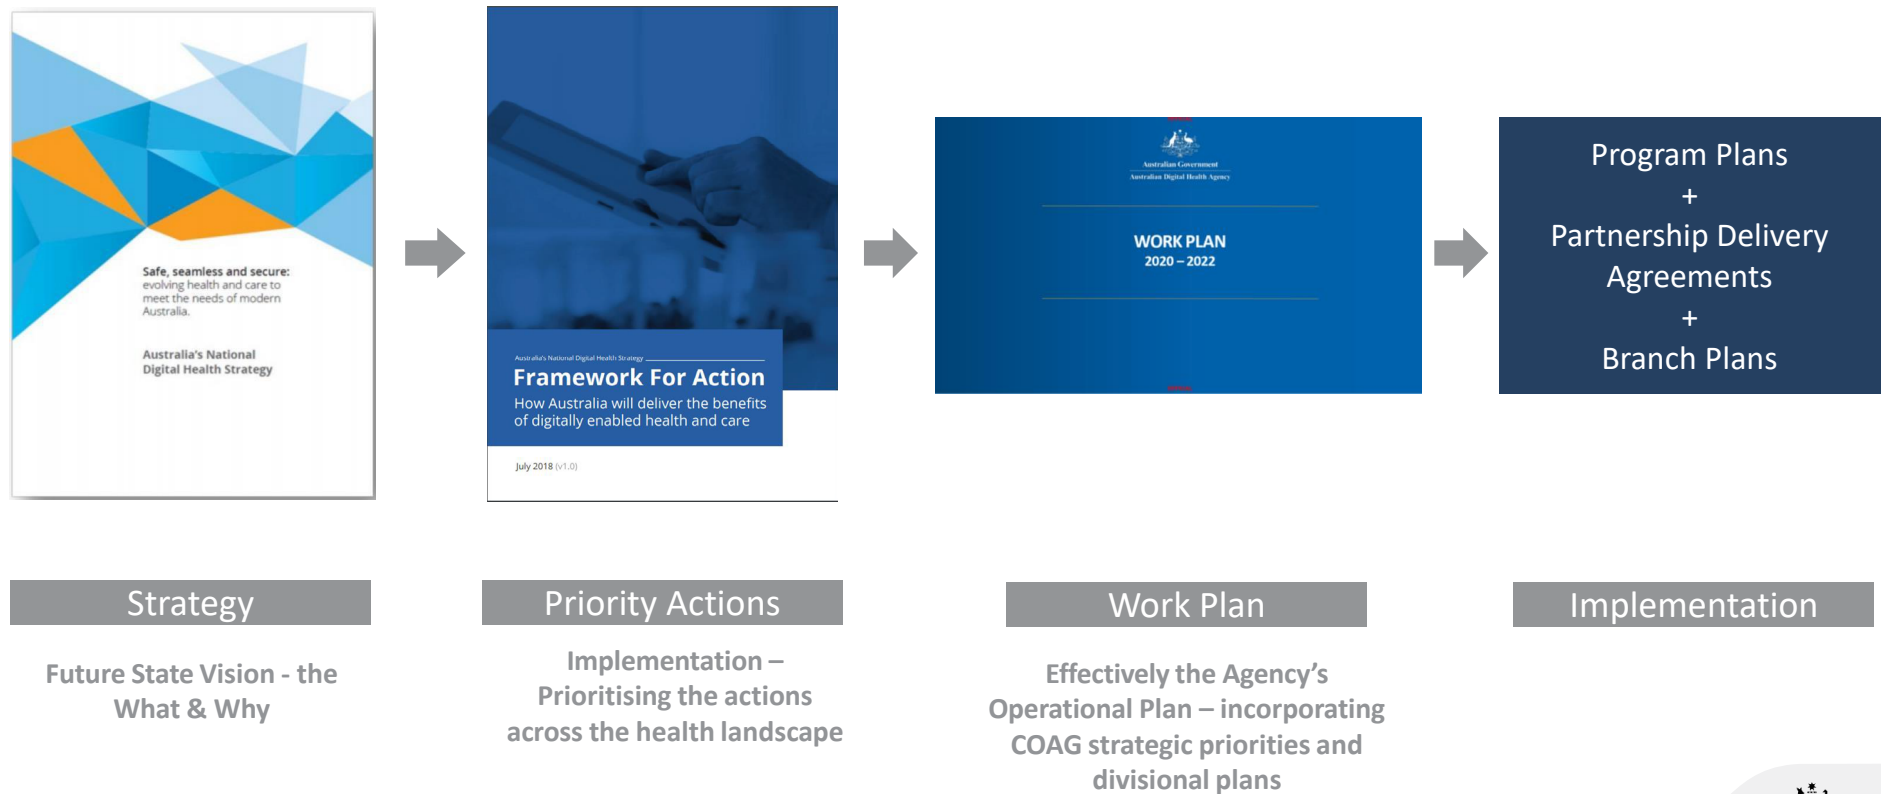 Safe, seamless and secure:
evolving health and care to
meet the needs of modern
Australia.
Australia's National
Digital Health Strategy
Australia's National Digital Health Strategy
Framework For Action
How Australia will deliver the benefits
of digitally enabled health and care
July 2018 (v1.0)
Australian Government
Australian Digital Health Agency
WORK PLAN
2020 – 2022
Program Plans
+
Partnership Delivery
Agreements
+
Branch Plans
Strategy
Future State Vision - the
What & Why
Priority Actions
Implementation –
Prioritising the actions
across the health landscape
Work Plan
Effectively the Agency’s
Operational Plan – incorporating
COAG strategic priorities and
divisional plans
Implementation